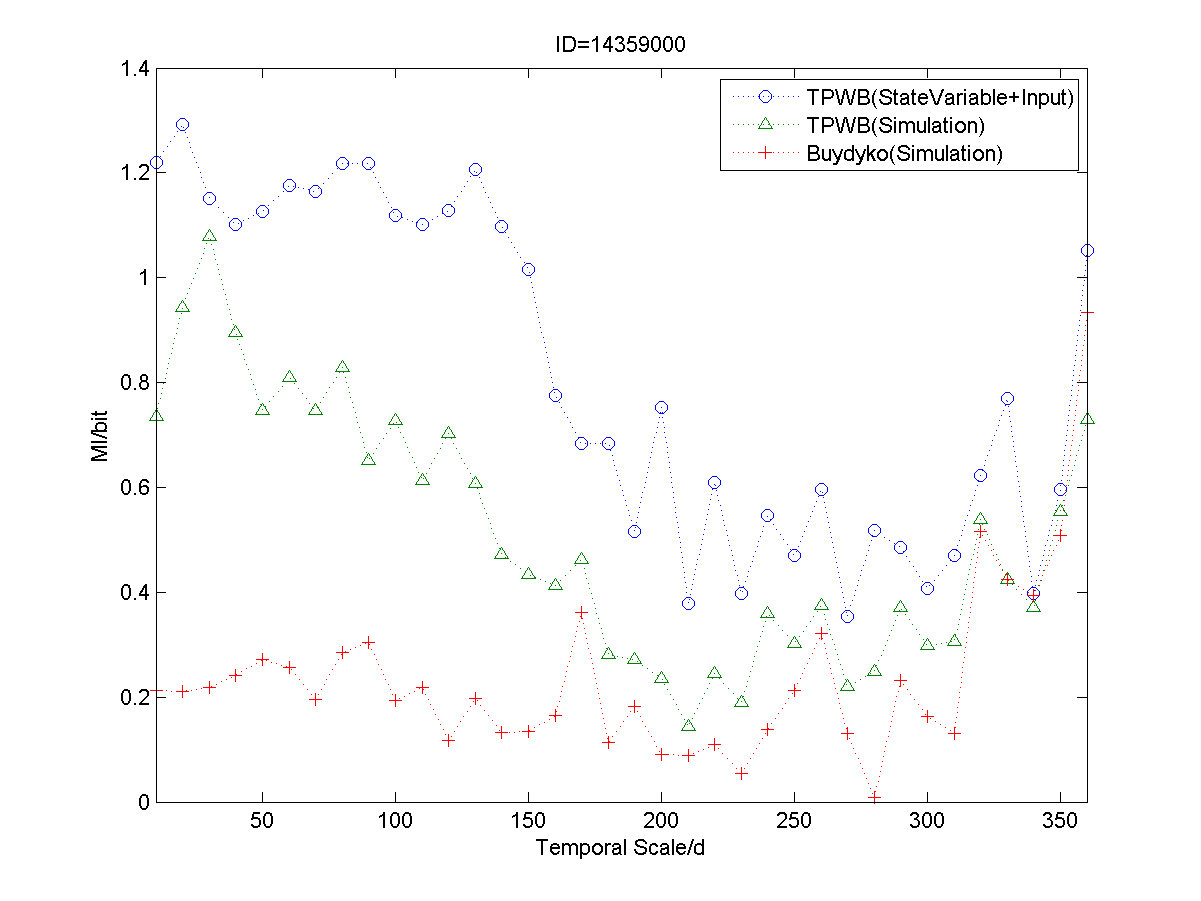 ID=14359000
1.4
1.2
1
0.8
0.6
0.4
0.2
0
MI/bit
TPWB(StateVariable+Input)
TPWB(Simulation)
Buydyko(Simulation)
50
100
150
200
250
300
350
Temporal Scale/d